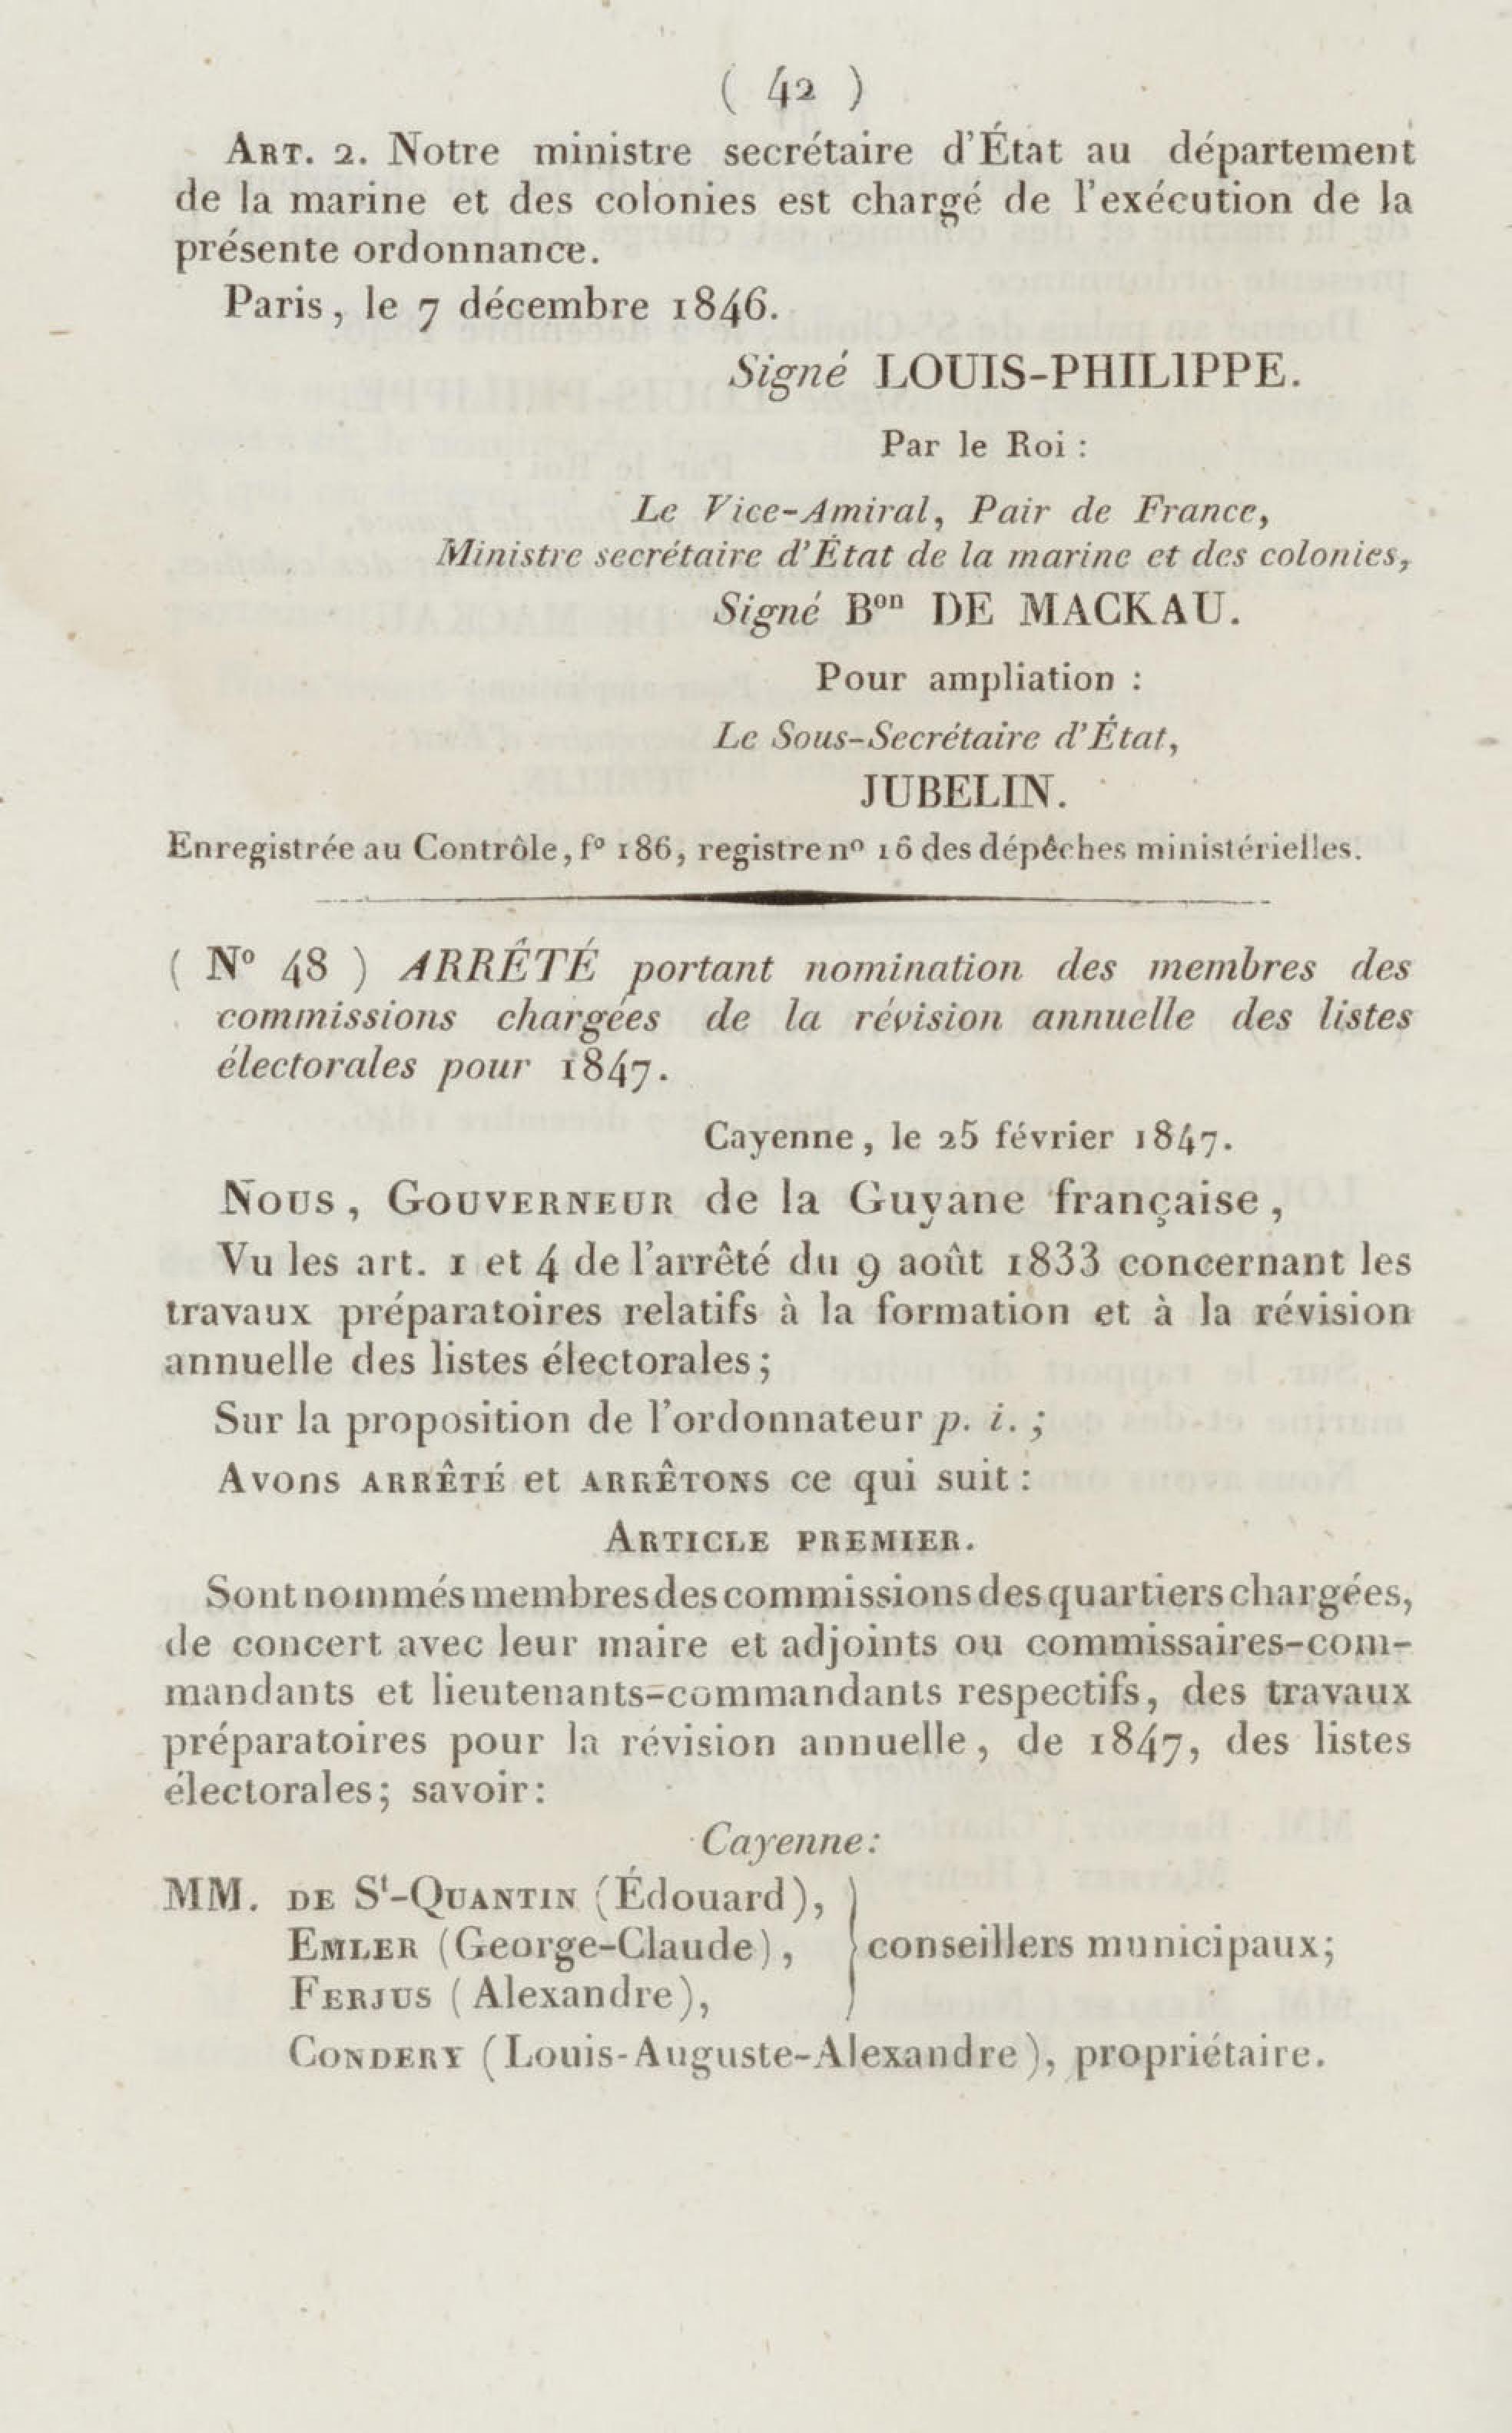 ( 42 )
ART. 2. Notre ministre secrétaire d'État au département
de la marine et des colonies est chargé de l'exécution de la
présente ordonnance.
Paris, le 7 décembre 1846.
Signé LOUIS-PHILIPPE.
Par le Roi :
Le Vice-Amiral, Pair de France,
Ministre secrétaire d'État de la marine et des colonies,
Signé Bon DE MACKAU.
Pour ampliation :
Le Sous-Secrétaire d'État,
JUBELIN.
Enregistrée au Contrôle, fo 186, registre no 16 des dépêches ministérielles.
( No 48 ) ARRÊTÉ portant nomination des membres des
commissions chargées de la révision annuelle des listes
électorales pour 1847.
Cayenne, le 25 février 1847.
NOUS, GOUVERNEUR de la Guyane française,
Vu les art. 1 et 4 de l'arrêté du 9 août 1833 concernant les
travaux préparatoires relatifs à la formation et à la révision
annuelle des listes électorales;
Sur la proposition de l'ordonnateur p. i. ;
Avons ARRÊTÉ et ARRÊTONS ce qui suit :
ARTICLE PREMIER.
Sont nommés membres des commissions des quartiers chargées,
de concert avec leur maire et adjoints ou commissaires-com-
mandants et lieutenants-commandants respectifs, des travaux
préparatoires pour la révision annuelle, de 1847, des listes
électorales; savoir:
Cayenne:
MM. DE St-QUANTIN (Édouard),
EMLER (George-Claude), conseillers municipaux;
FERJUS (Alexandre),
CONDERY (Louis-Auguste-Alexandre), propriétaire.